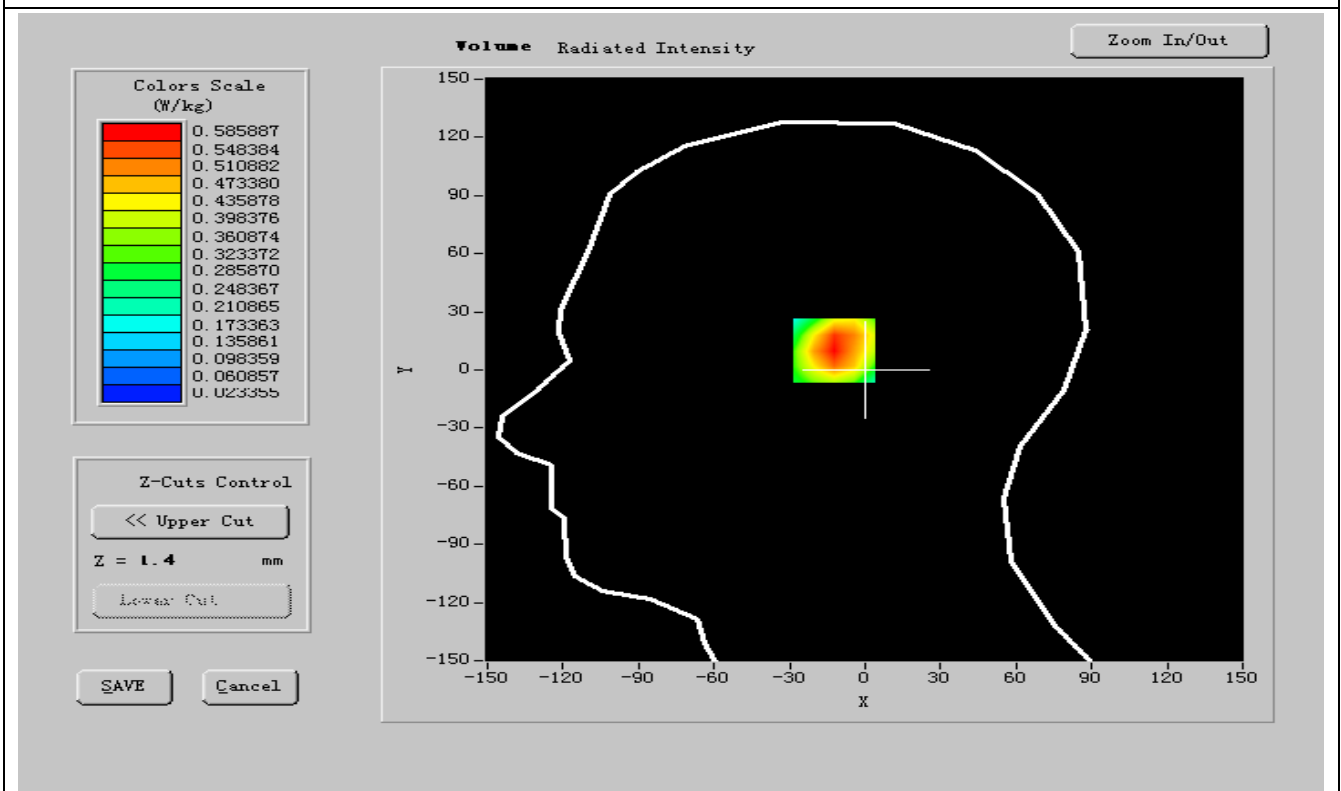 Volume Radiated Intensity
Zoom In/Out
Colors Scale
(W/kg)
0.585887
0.548384
0.510882
0.473380
0.435878
0.398376
0.360874
0.323372
0.285870
0.248367
0.210865
0.173363
0.135861
0.098359
0.060857
0.023355
Z-Cuts Control
<< Upper Cut
Z = 1.4 mm
Lower Cut
SAVE Cancel
150
120
90
60
30
0
-30
-60
-90
-120
-150
Y
-150 -120 -90 -60 -30 0 30 60 90 120 150
X